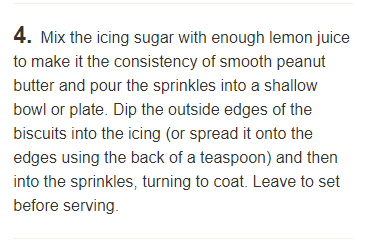 4. Mix the icing sugar with enough lemon juice
to make it the consistency of smooth peanut
butter and pour the sprinkles into a shallow
bowl or plate. Dip the outside edges of the
biscuits into the icing (or spread it onto the
edges using the back of a teaspoon) and then
into the sprinkles, turning to coat. Leave to set
before serving.